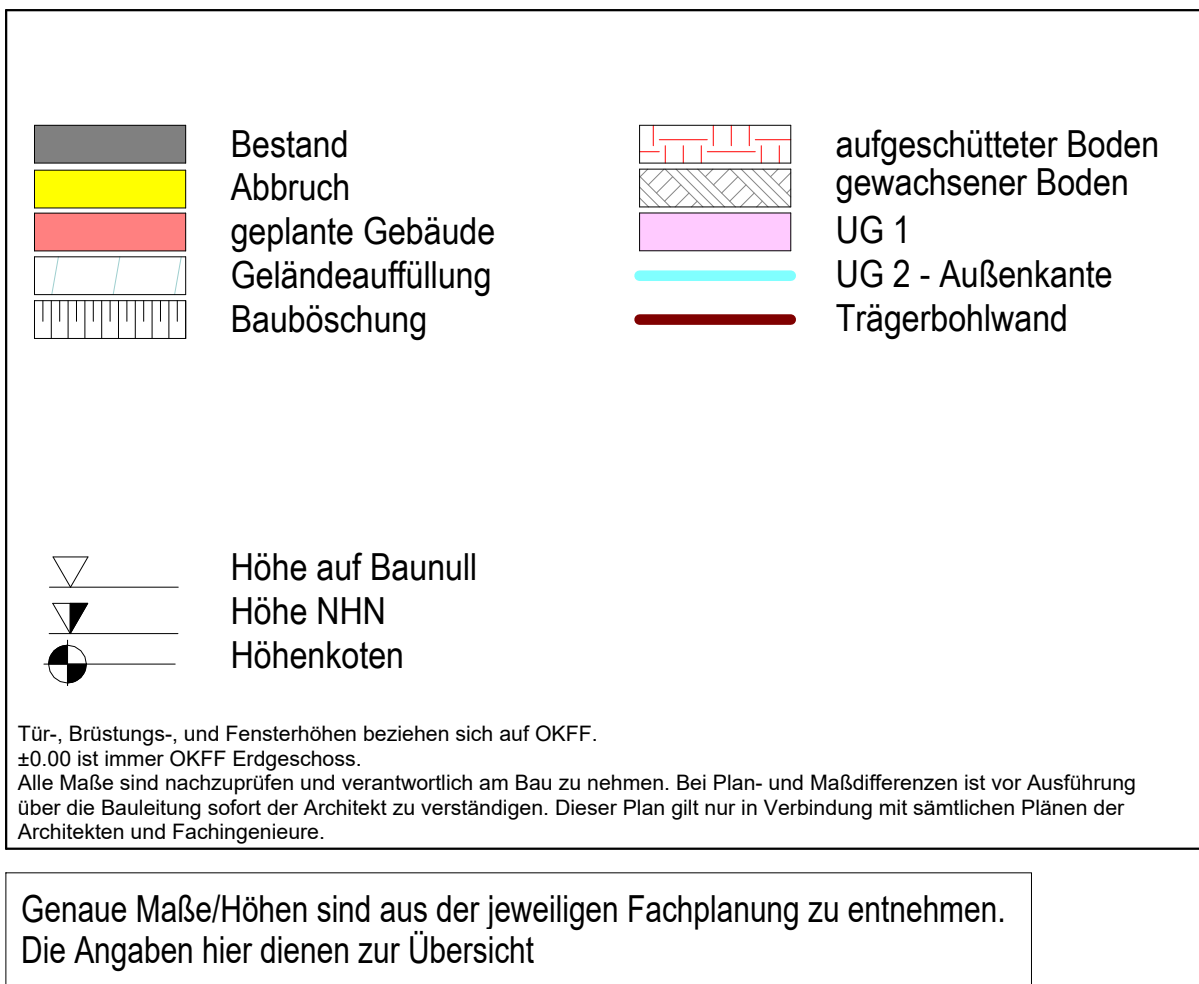 Bestand
Abbruch
geplante Gebäude
Geländeauffüllung
Bauböschung
aufgeschütteter Boden
gewachsener Boden
UG 1
UG 2 - Außenkante
Trägerbohlwand
Höhe auf Baunull
Höhe NHN
Höhenkoten
Tür-, Brüstungs-, und Fensterhöhen beziehen sich auf OKFF.
±0.00 ist immer OKFF Erdgeschoss.
Alle Maße sind nachzuprüfen und verantwortlich am Bau zu nehmen. Bei Plan- und Maßdifferenzen ist vor Ausführung
über die Bauleitung sofort der Architekt zu verständigen. Dieser Plan gilt nur in Verbindung mit sämtlichen Plänen der
Architekten und Fachingenieure.
Genaue Maße/Höhen sind aus der jeweiligen Fachplanung zu entnehmen.
Die Angaben hier dienen zur Übersicht